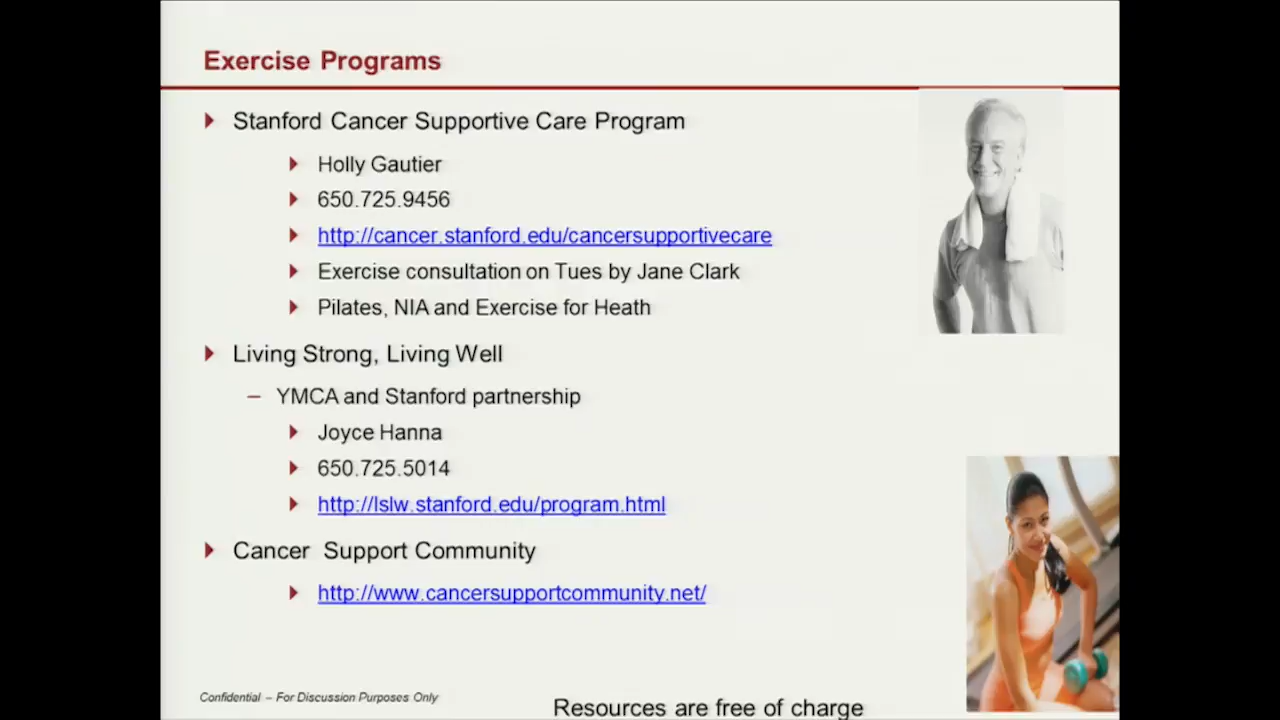 Exercise Programs
Stanford Cancer Supportive Care Program
Holly Gautier
650.725.9456
http://cancer.stanford.edu/cancersupportivecare
Exercise consultation on Tues by Jane Clark
Pilates, NIA and Exercise for Heath
Living Strong, Living Well
– YMCA and Stanford partnership
Joyce Hanna
650.725.5014
http://lslw.stanford.edu/program.html
Cancer Support Community
http://www.cancersupportcommunity.net/
Confidential – For Discussion Purposes Only
Resources are free of charge